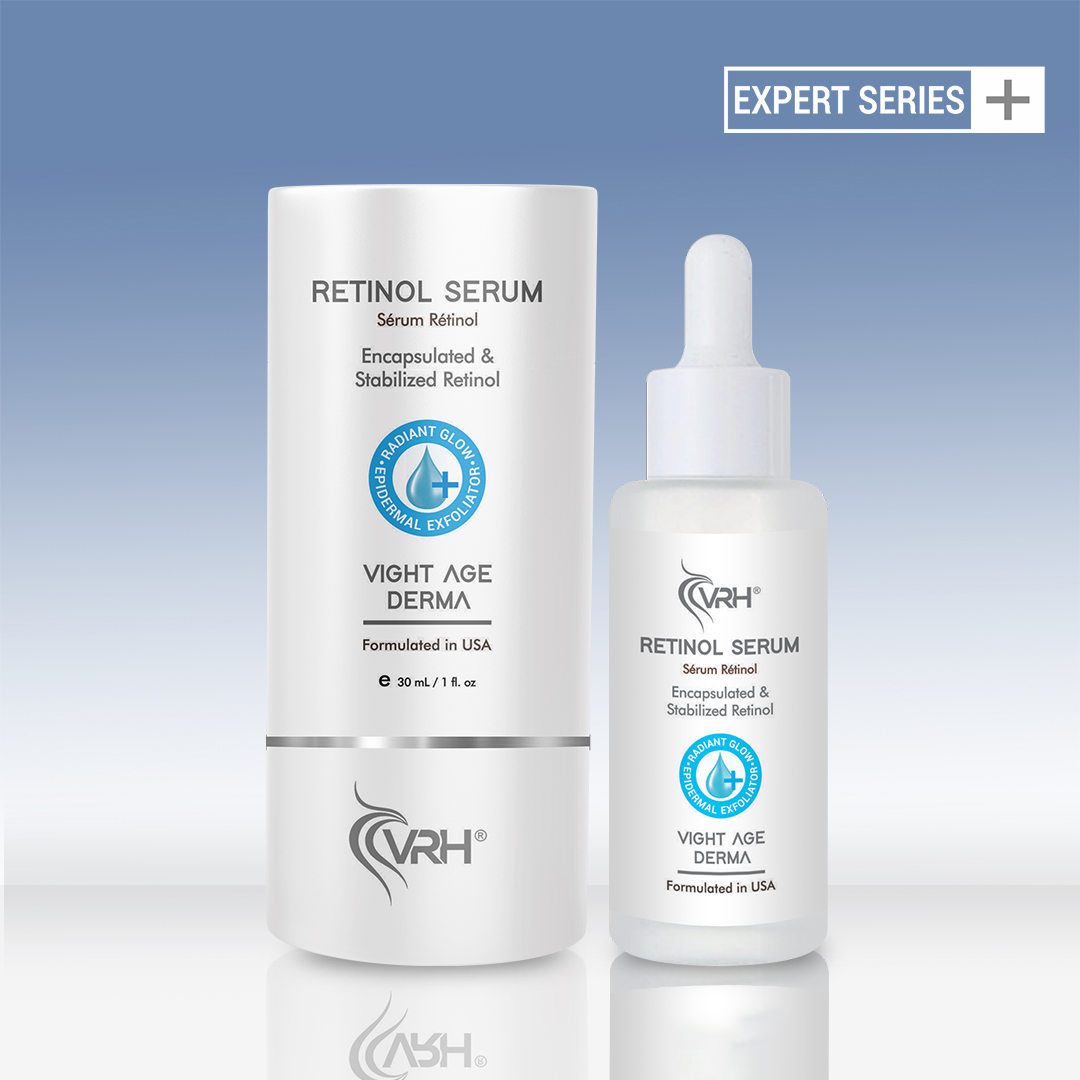 EXPERT SERIES +
RETINOL SERUM
Sérum Rétinol
Encapsulated &
Stabilized Retinol
• RADIANT GLOW •
EPIDERMAL EXFOLIATOR
VIGHT AGE
DERMA
Formulated in USA
e 30 mL / 1 fl. oz
VRH®
VRH®
RETINOL SERUM
Sérum Rétinol
Encapsulated &
Stabilized Retinol
• RADIANT GLOW •
EPIDERMAL EXFOLIATOR
VIGHT AGE
DERMA
Formulated in USA
VRH®